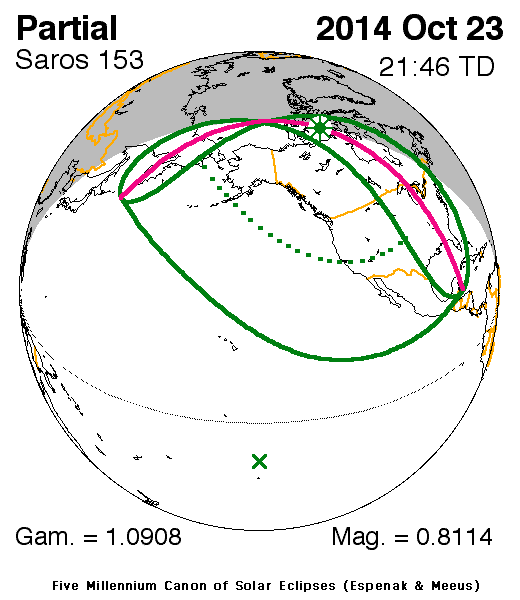 Partial 2014 Oct 23
Saros 153 21:46 TD
Gam. = 1.0908 Mag. = 0.8114
Five Millennium Canon of Solar Eclipses (Espenak & Meeus)